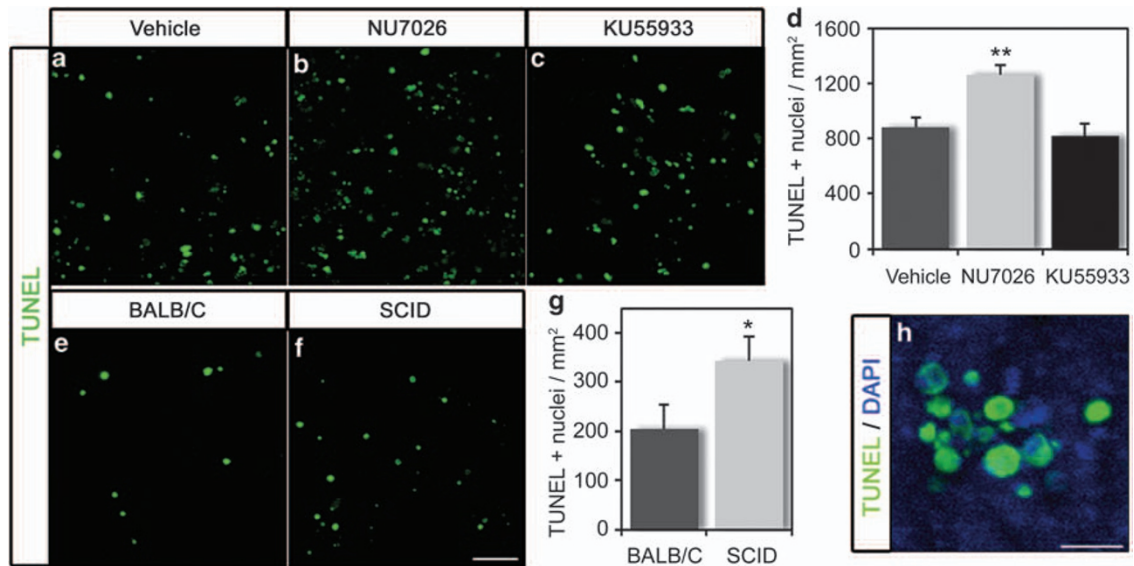 Vehicle NU7026 KU55933
TUNEL
a b c
d
1600
1200
800
400
0
TUNEL + nuclei / mm²
**
Vehicle NU7026 KU55933
BALB/C SCID
e f
g
400
300
200
100
0
TUNEL + nuclei / mm²
*
BALB/C SCID
h
TUNEL / DAPI